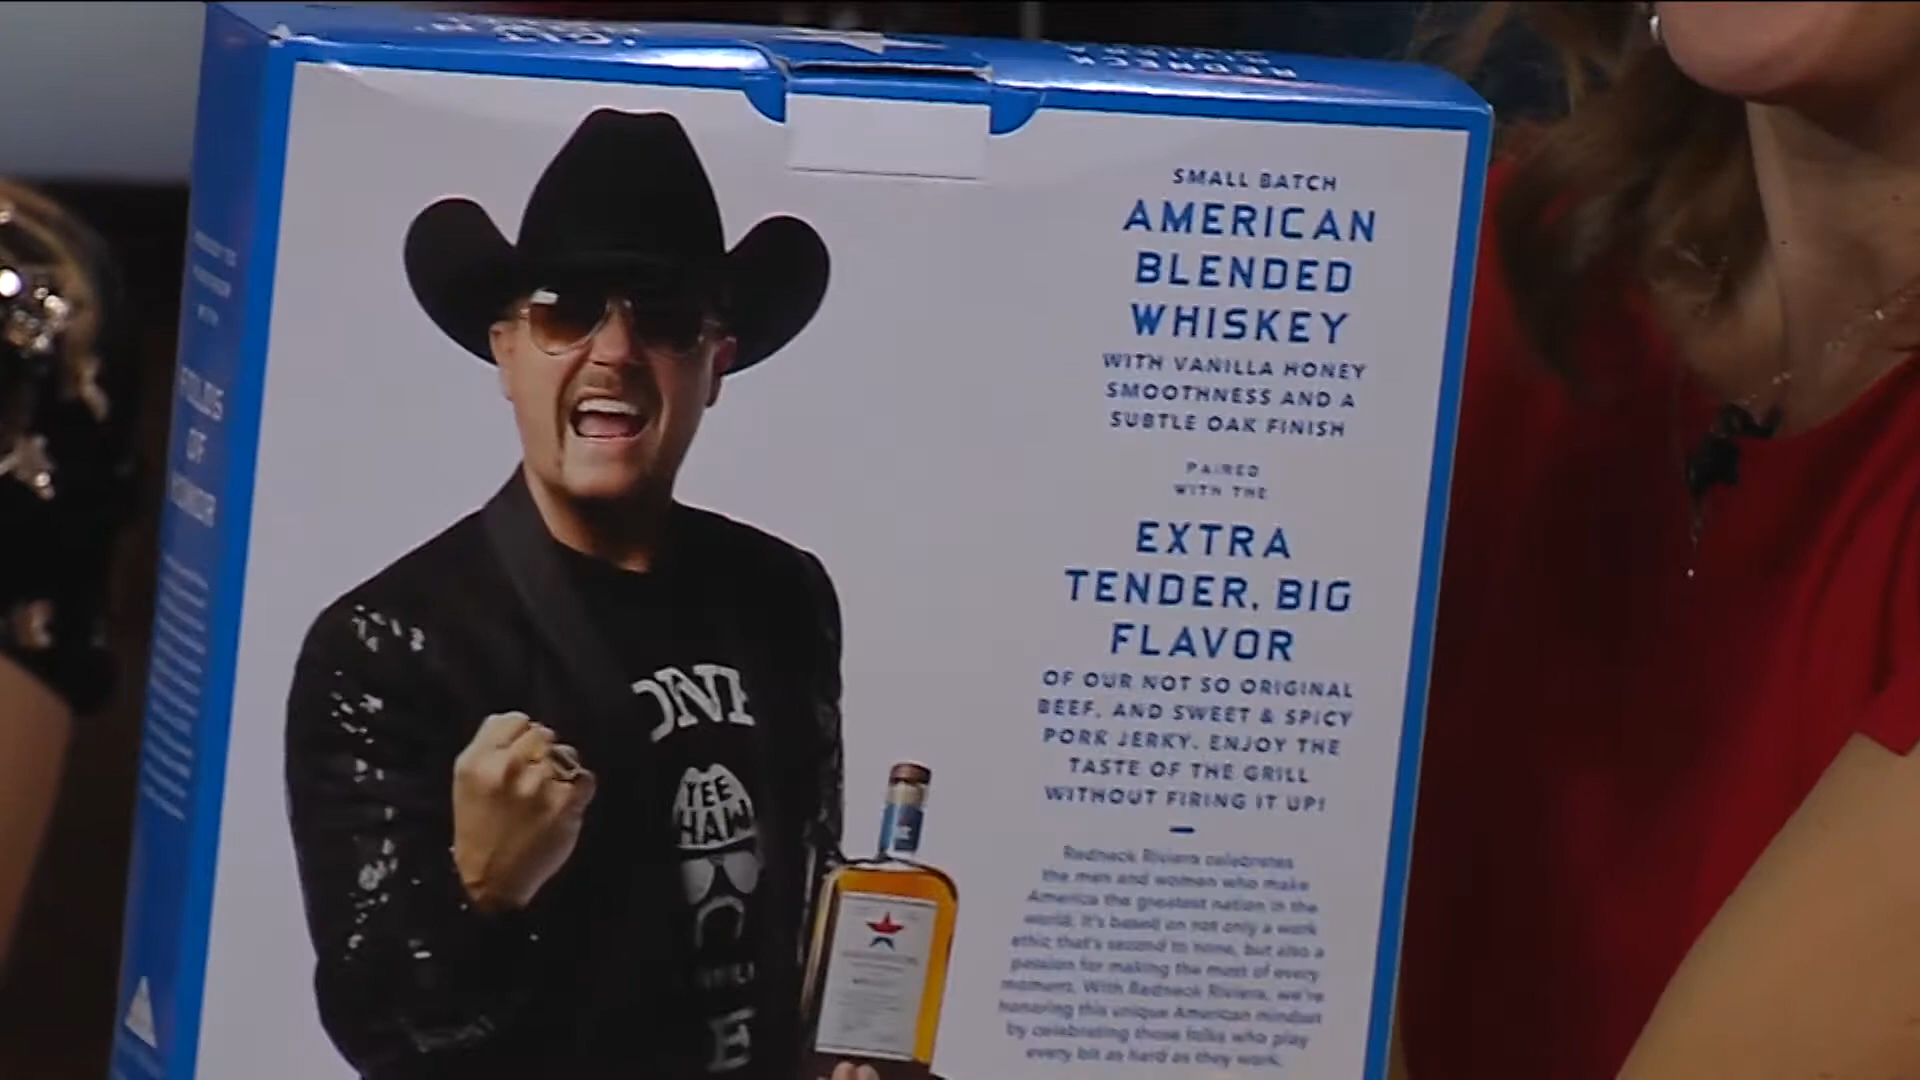 REDNECK
SMALL BATCH
AMERICAN
BLENDED
WHISKEY
WITH VANILLA HONEY
SMOOTHNESS AND A
SUBTLE OAK FINISH
PAIRED
WITH THE
EXTRA
TENDER, BIG
FLAVOR
OF OUR NOT SO ORIGINAL
BEEF, AND SWEET & SPICY
PORK JERKY. ENJOY THE
TASTE OF THE GRILL
WITHOUT FIRING IT UP!
Redneck Riviera celebrates
the men and women who make
America the greatest nation in the
world. It's based on not only a work
ethic that's second to none, but also a
passion for making the most of every
moment. With Redneck Riviera, we're
honoring this unique American mindset
by celebrating those folks who play
every bit as hard as they work.
YEE
HAW
FOLDS
OF
HONOR